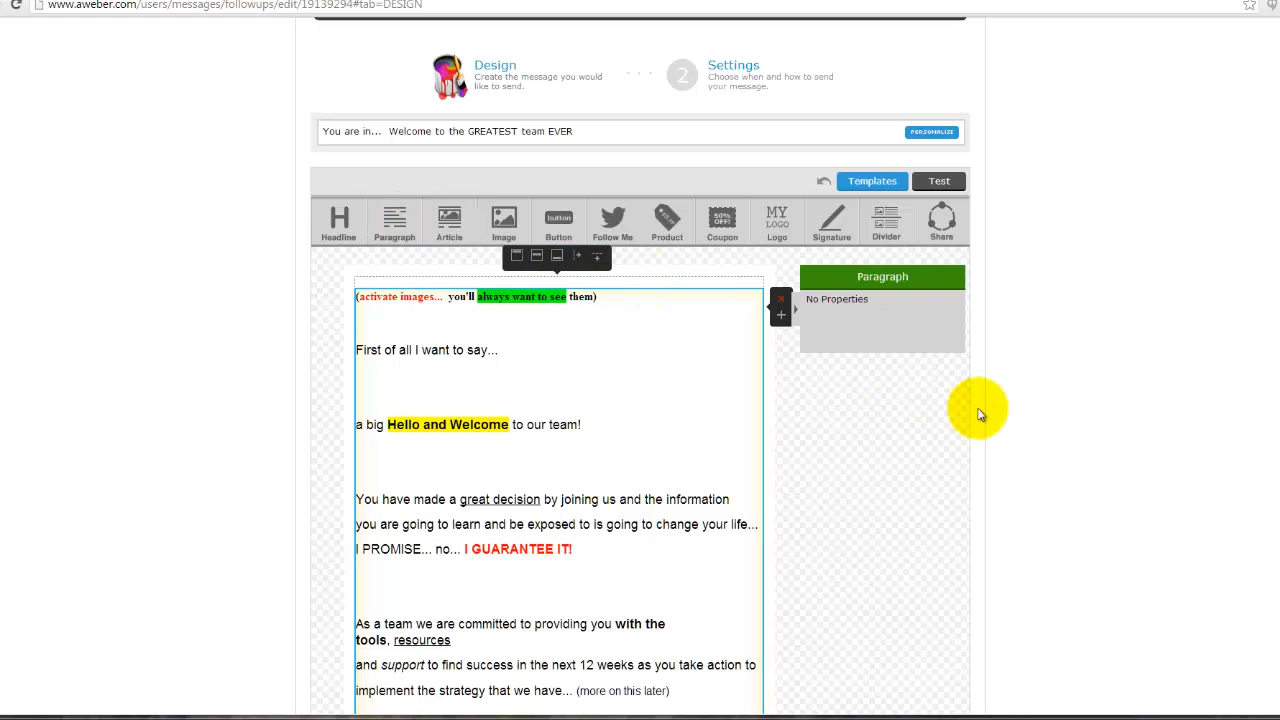 www.aweber.com/users/messages/followups/edit/19139294#tab=DESIGN
Design
Create the message you would
like to send.
2
Settings
Choose when and how to send
your message.
You are in... Welcome to the GREATEST team EVER
PERSONALIZE
Templates
Test
H
Headline
Paragraph
Article
Image
button
Button
Follow Me
Product
50%
OFF!
Coupon
MY
LOGO
Logo
Signature
Divider
Share
Paragraph
No Properties
(activate images... you'll always want to see them)
First of all I want to say...
a big Hello and Welcome to our team!
You have made a great decision by joining us and the information
you are going to learn and be exposed to is going to change your life...
I PROMISE... no... I GUARANTEE IT!
As a team we are committed to providing you with the
tools, resources
and support to find success in the next 12 weeks as you take action to
implement the strategy that we have... (more on this later)